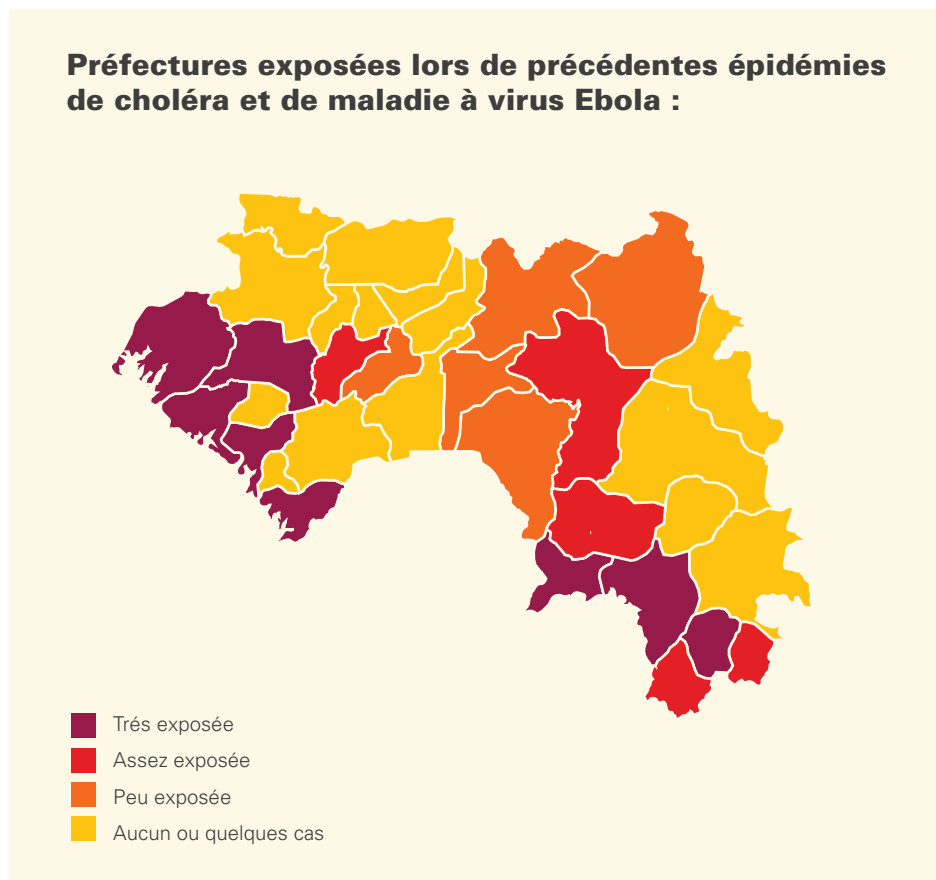 Préfectures exposées lors de précédentes épidémies
de choléra et de maladie à virus Ebola :
Trés exposée
Assez exposée
Peu exposée
Aucun ou quelques cas